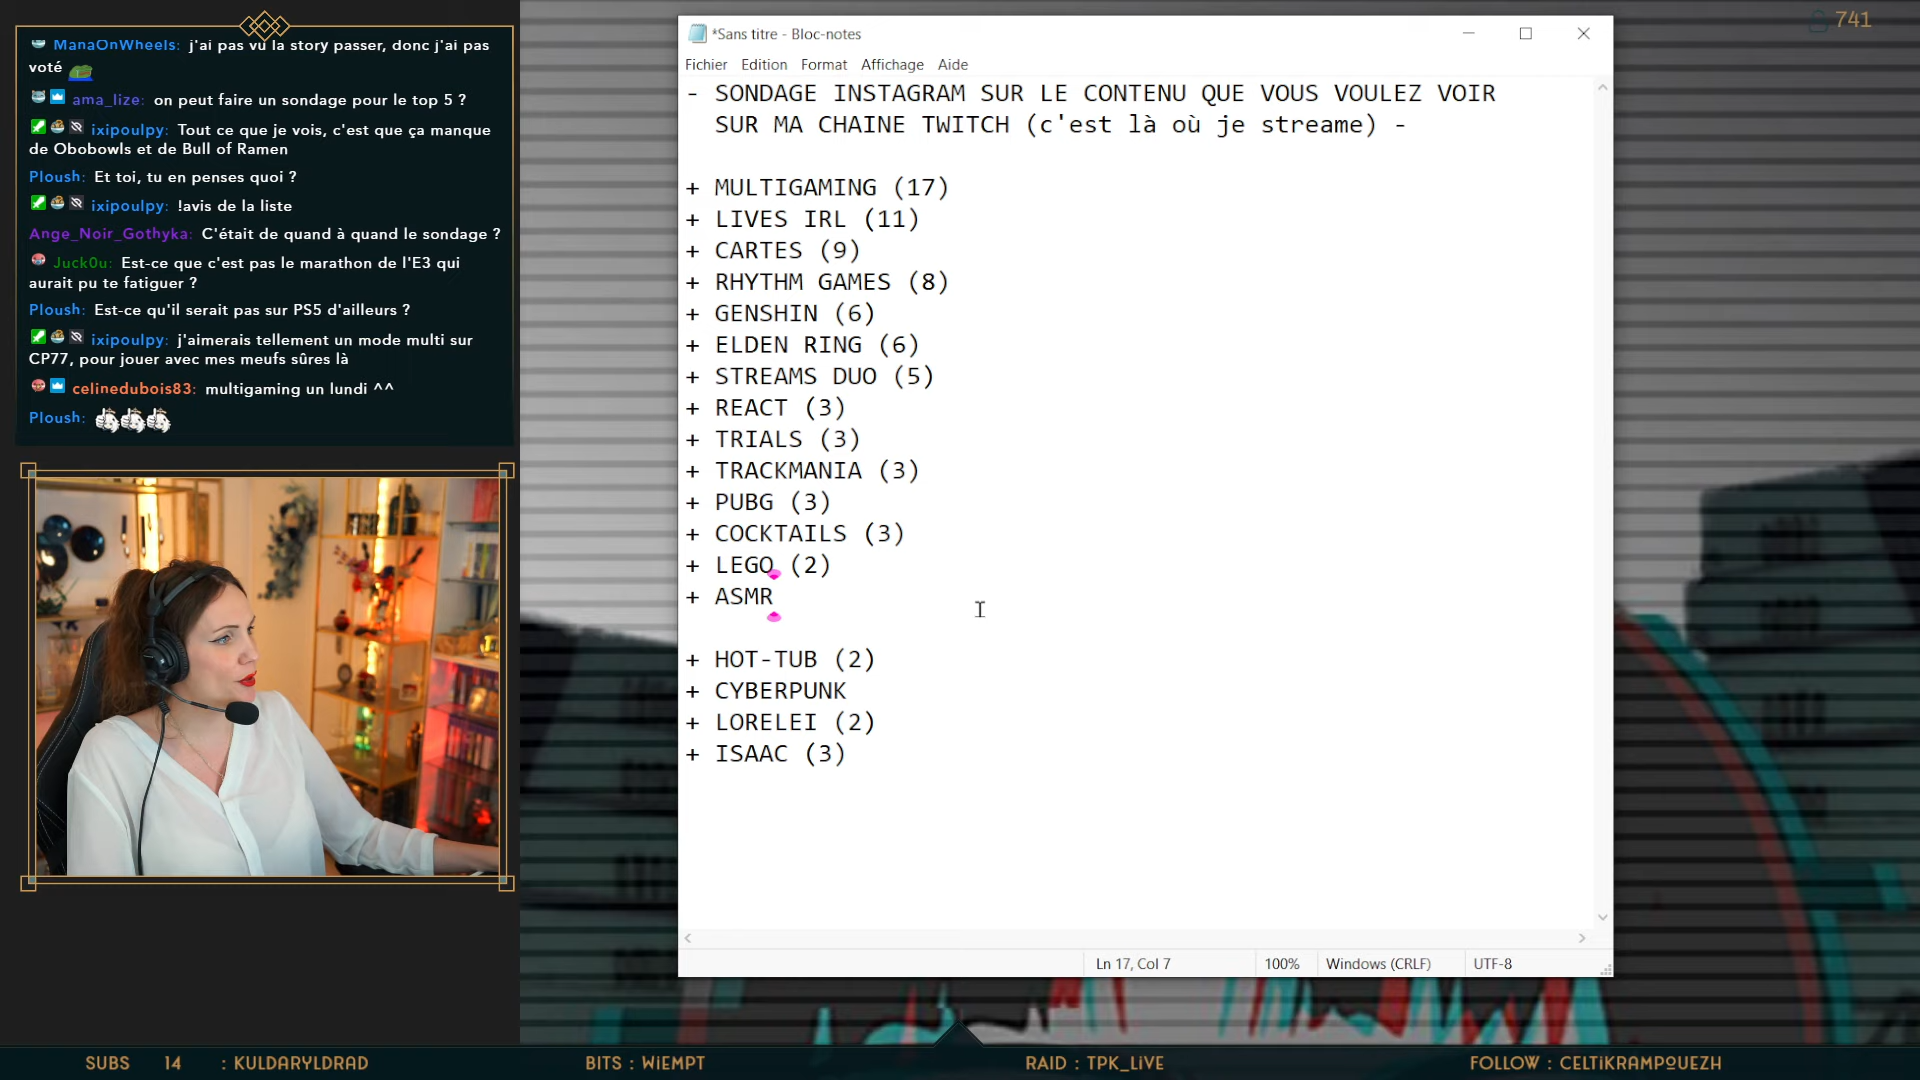 ManaOnWheels: j'ai pas vu la story passer, donc j'ai pas
voté
ama_lize: on peut faire un sondage pour le top 5 ?
ixipoulpy: Tout ce que je vois, c'est que ça manque
de Obobowls et de Bull of Ramen
Ploush: Et toi, tu en penses quoi ?
ixipoulpy: !avis de la liste
Ange_Noir_Gothyka: C'était de quand à quand le sondage ?
Juck0u: Est-ce que c'est pas le marathon de l'E3 qui
aurait pu te fatiguer ?
Ploush: Est-ce qu'il serait pas sur PS5 d'ailleurs ?
ixipoulpy: j'aimerais tellement un mode multi sur
CP77, pour jouer avec mes meufs sûres là
celinedubois83: multigaming un lundi ^^
Ploush:
*Sans titre - Bloc-notes
Fichier Edition Format Affichage Aide
- SONDAGE INSTAGRAM SUR LE CONTENU QUE VOUS VOULEZ VOIR
SUR MA CHAINE TWITCH (c'est là où je streame) -
+ MULTIGAMING (17)
+ LIVES IRL (11)
+ CARTES (9)
+ RHYTHM GAMES (8)
+ GENSHIN (6)
+ ELDEN RING (6)
+ STREAMS DUO (5)
+ REACT (3)
+ TRIALS (3)
+ TRACKMANIA (3)
+ PUBG (3)
+ COCKTAILS (3)
+ LEGO (2)
+ ASMR
+ HOT-TUB (2)
+ CYBERPUNK
+ LORELEI (2)
+ ISAAC (3)
Ln 17, Col 7 100% Windows (CRLF) UTF-8
741
SUBS 14 : KULDARYLDRAD BITS : WIEMPT RAID : TPK_LIVE FOLLOW : CELTIKRAMPOUEZH